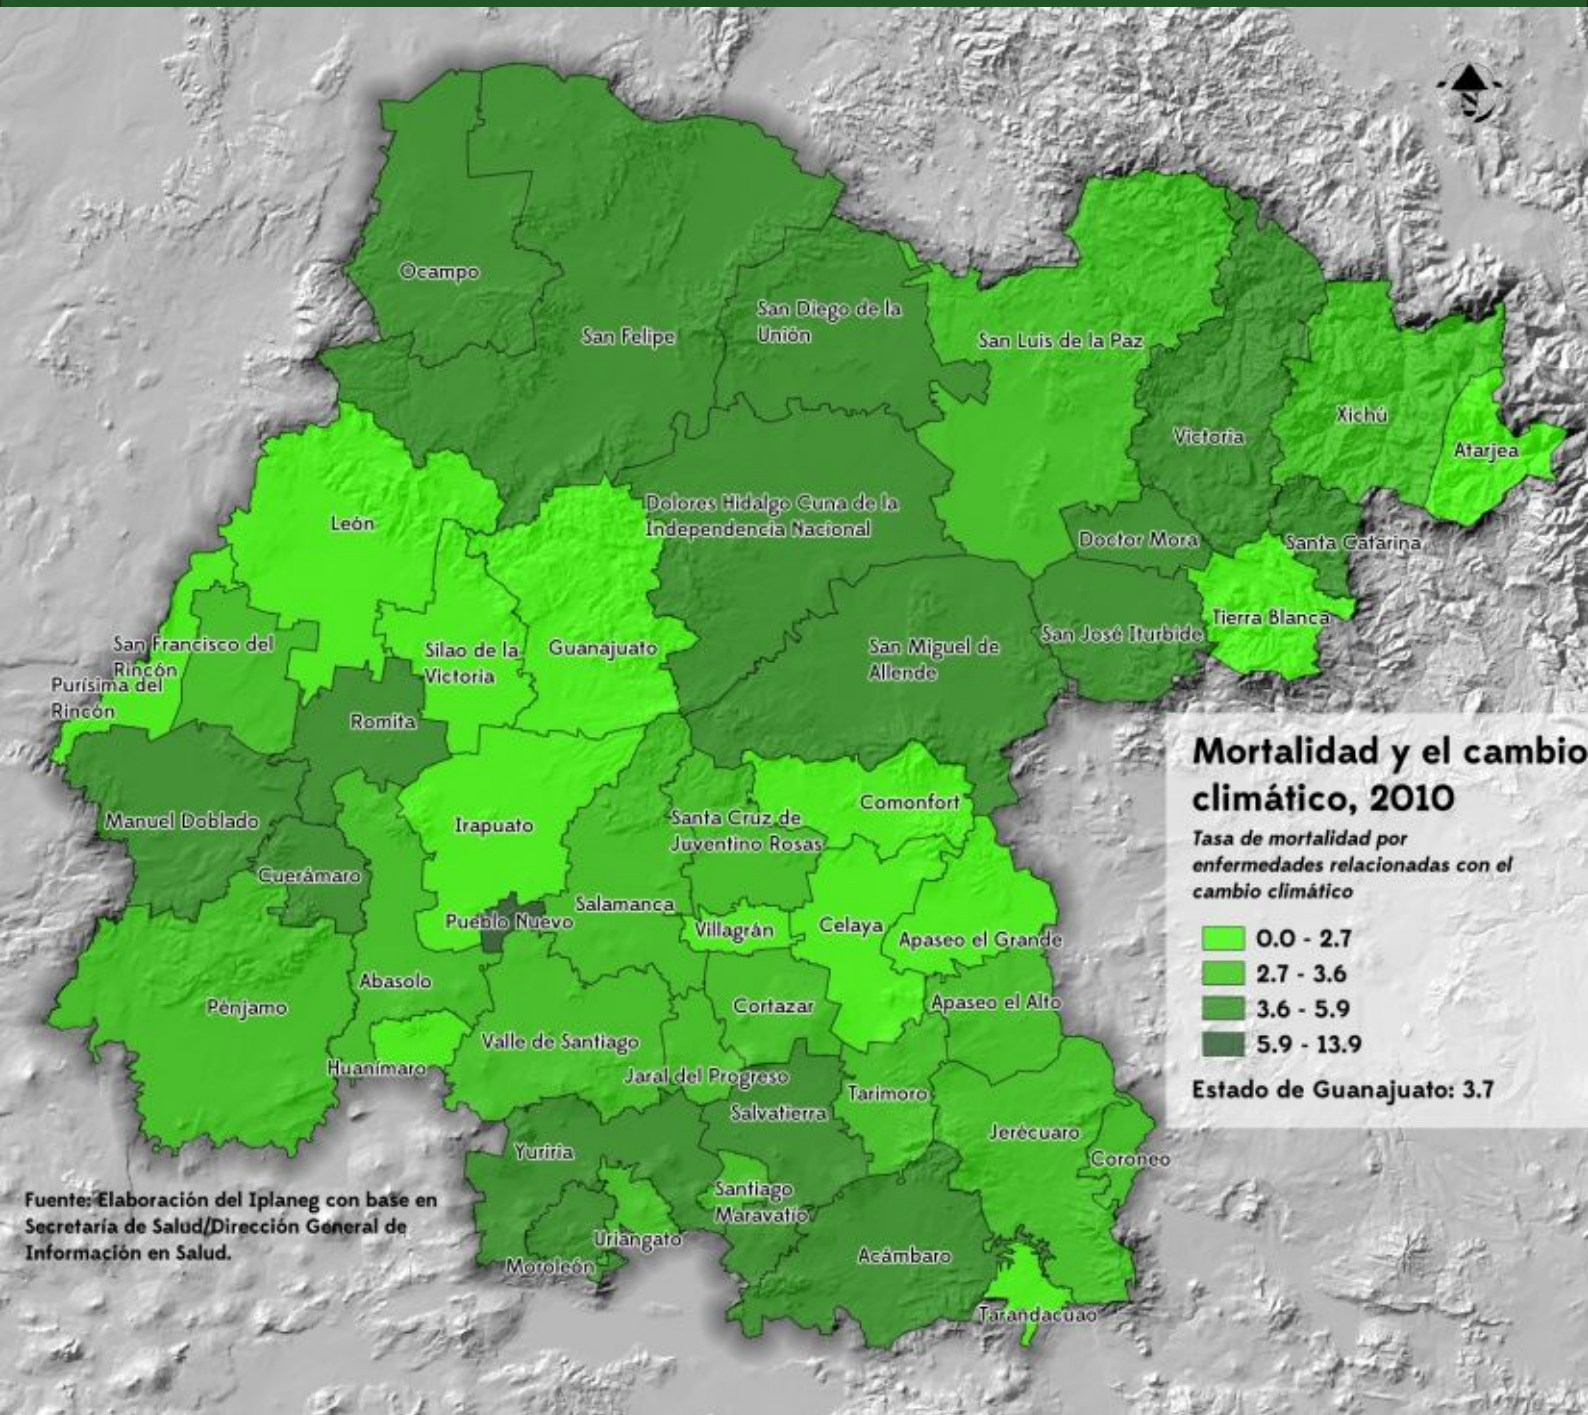 Ocampo
San Felipe
San Diego de la
Unión
San Luis de la Paz
Victoria
Xichú
Atarjea
León
Dolores Hidalgo Cuna de la
Independencia Nacional
Doctor Mora
Santa Catarina
Tierra Blanca
San José Iturbide
San Miguel de
Allende
San Francisco del
Rincón
Purísima del
Rincón
Silao de la
Victoria
Guanajuato
Romita
Manuel Doblado
Irapuato
Santa Cruz de
Juventino Rosas
Comonfort
Cuerámaro
Pueblo Nuevo
Salamanca
Villagrán
Celaya
Apaseo el Grande
Abasolo
Pénjamo
Cortazar
Apaseo el Alto
Valle de Santiago
Huanímaro
Jaral del Progreso
Tarimoro
Salvatierra
Jerécuaro
Coroneo
Yuriria
Santiago
Maravatío
Uriangato
Moroleón
Acámbaro
Tarandacuao
Mortalidad y el cambio
climático, 2010
Tasa de mortalidad por
enfermedades relacionadas con el
cambio climático
0.0 - 2.7
2.7 - 3.6
3.6 - 5.9
5.9 - 13.9
Estado de Guanajuato: 3.7
Fuente: Elaboración del Iplaneg con base en
Secretaría de Salud/Dirección General de
Información en Salud.